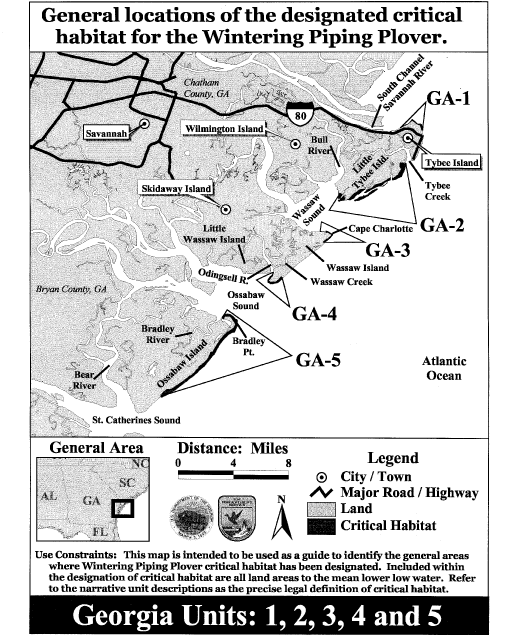 General locations of the designated critical
habitat for the Wintering Piping Plover.
Chatham
County, GA
South Channel
Savannah River
GA-1
80
Savannah
Wilmington Island
Bull
River
Little
Tybee Isld.
Tybee Island
Tybee
Creek
Skidaway Island
Wassaw
Sound
GA-2
Cape Charlotte
Little
Wassaw Island
GA-3
Wassaw Island
Odingsell R.
Wassaw Creek
Bryan County, GA
Ossabaw
Sound
GA-4
Bradley
River
Bradley
Pt.
GA-5
Ossabaw Island
Atlantic
Ocean
Bear
River
St. Catherines Sound
General Area
NC
SC
AL
GA
FL
Distance: Miles
0 4 8
N
Legend
City / Town
Major Road / Highway
Land
Critical Habitat
Use Constraints: This map is intended to be used as a guide to identify the general areas
where Wintering Piping Plover critical habitat has been designated. Included within
the designation of critical habitat are all land areas to the mean lower low water. Refer
to the narrative unit descriptions as the precise legal definition of critical habitat.
Georgia Units: 1, 2, 3, 4 and 5